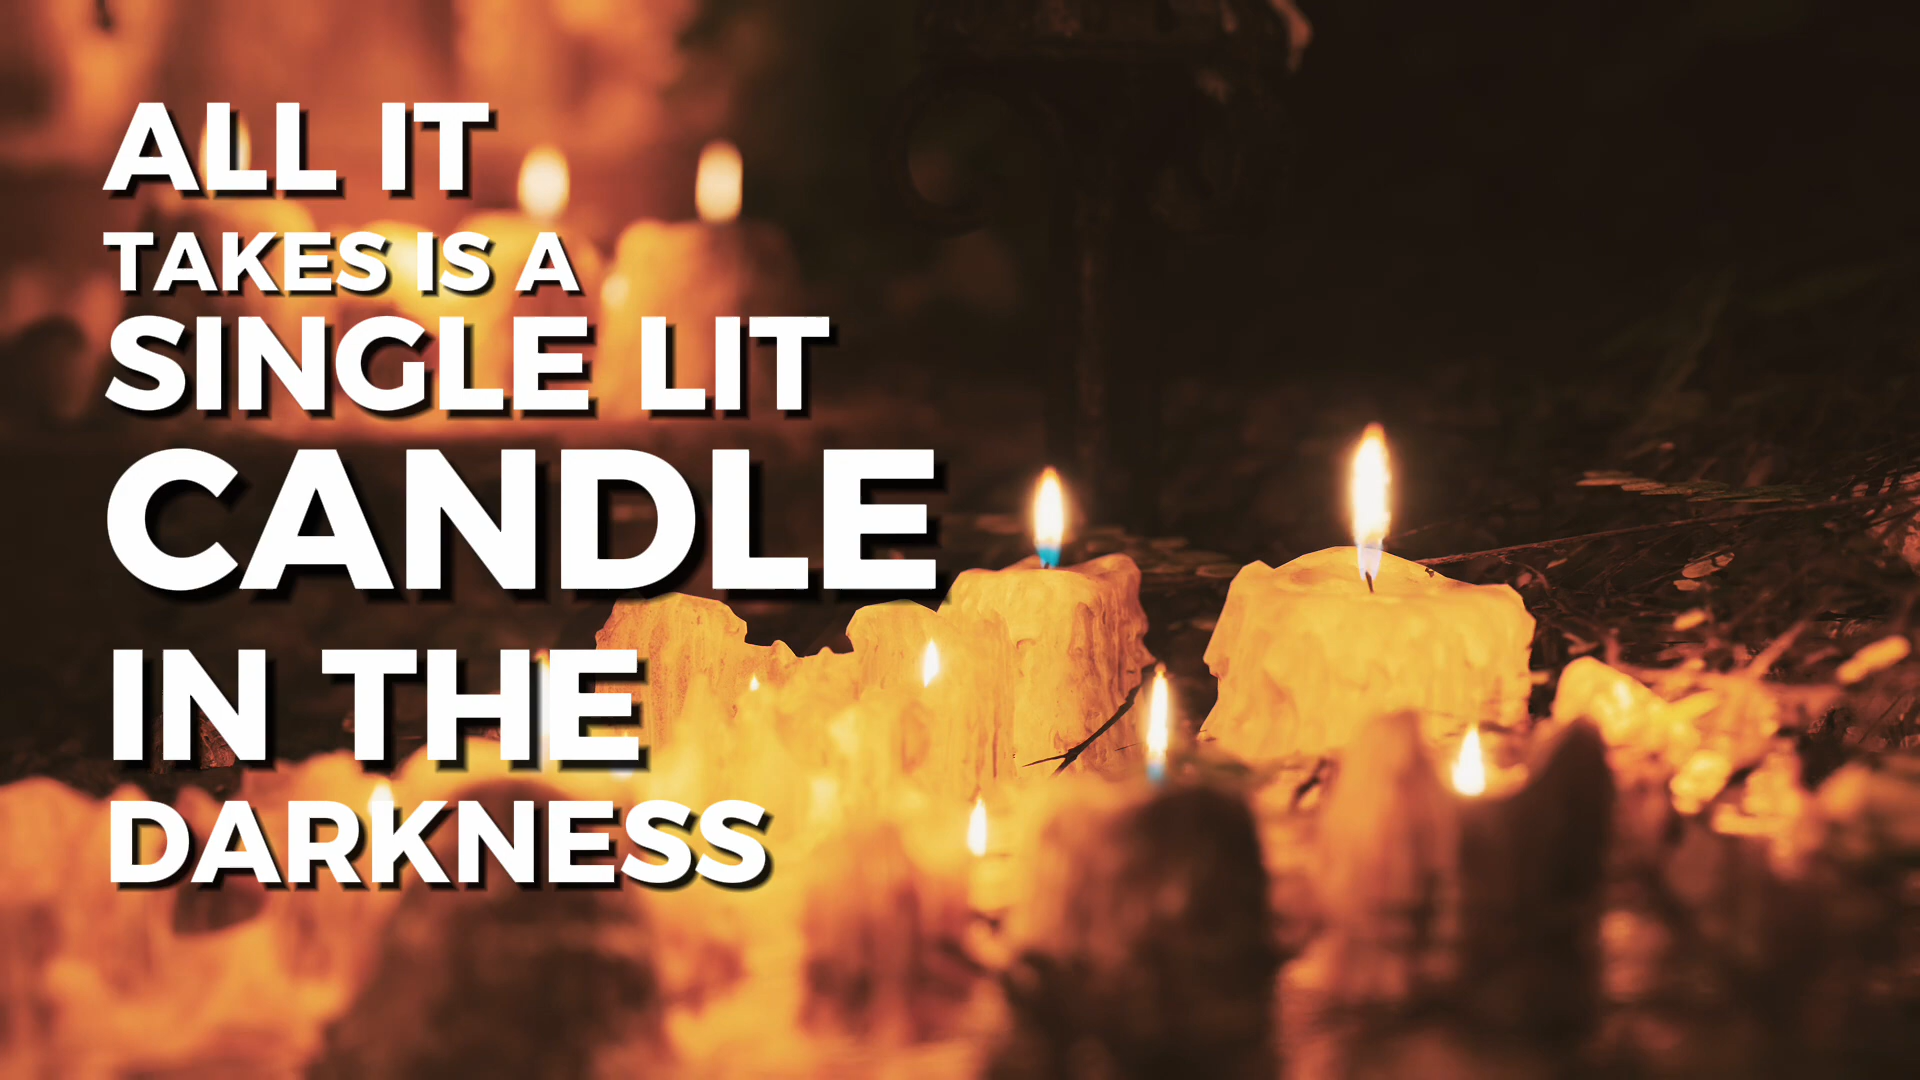 ALL IT
TAKES IS A
SINGLE LIT
CANDLE
IN THE
DARKNESS